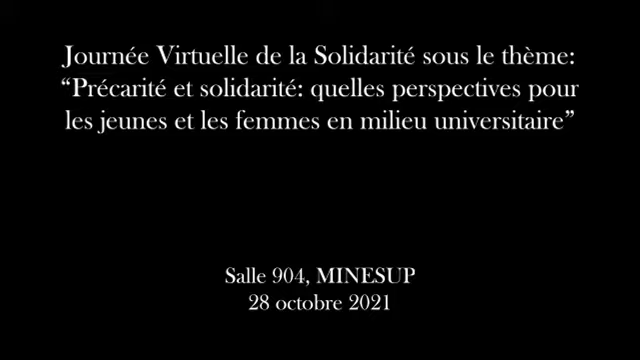 Journée Virtuelle de la Solidarité sous le thème:
“Précarité et solidarité: quelles perspectives pour
les jeunes et les femmes en milieu universitaire”
Salle 904, MINESUP
28 octobre 2021